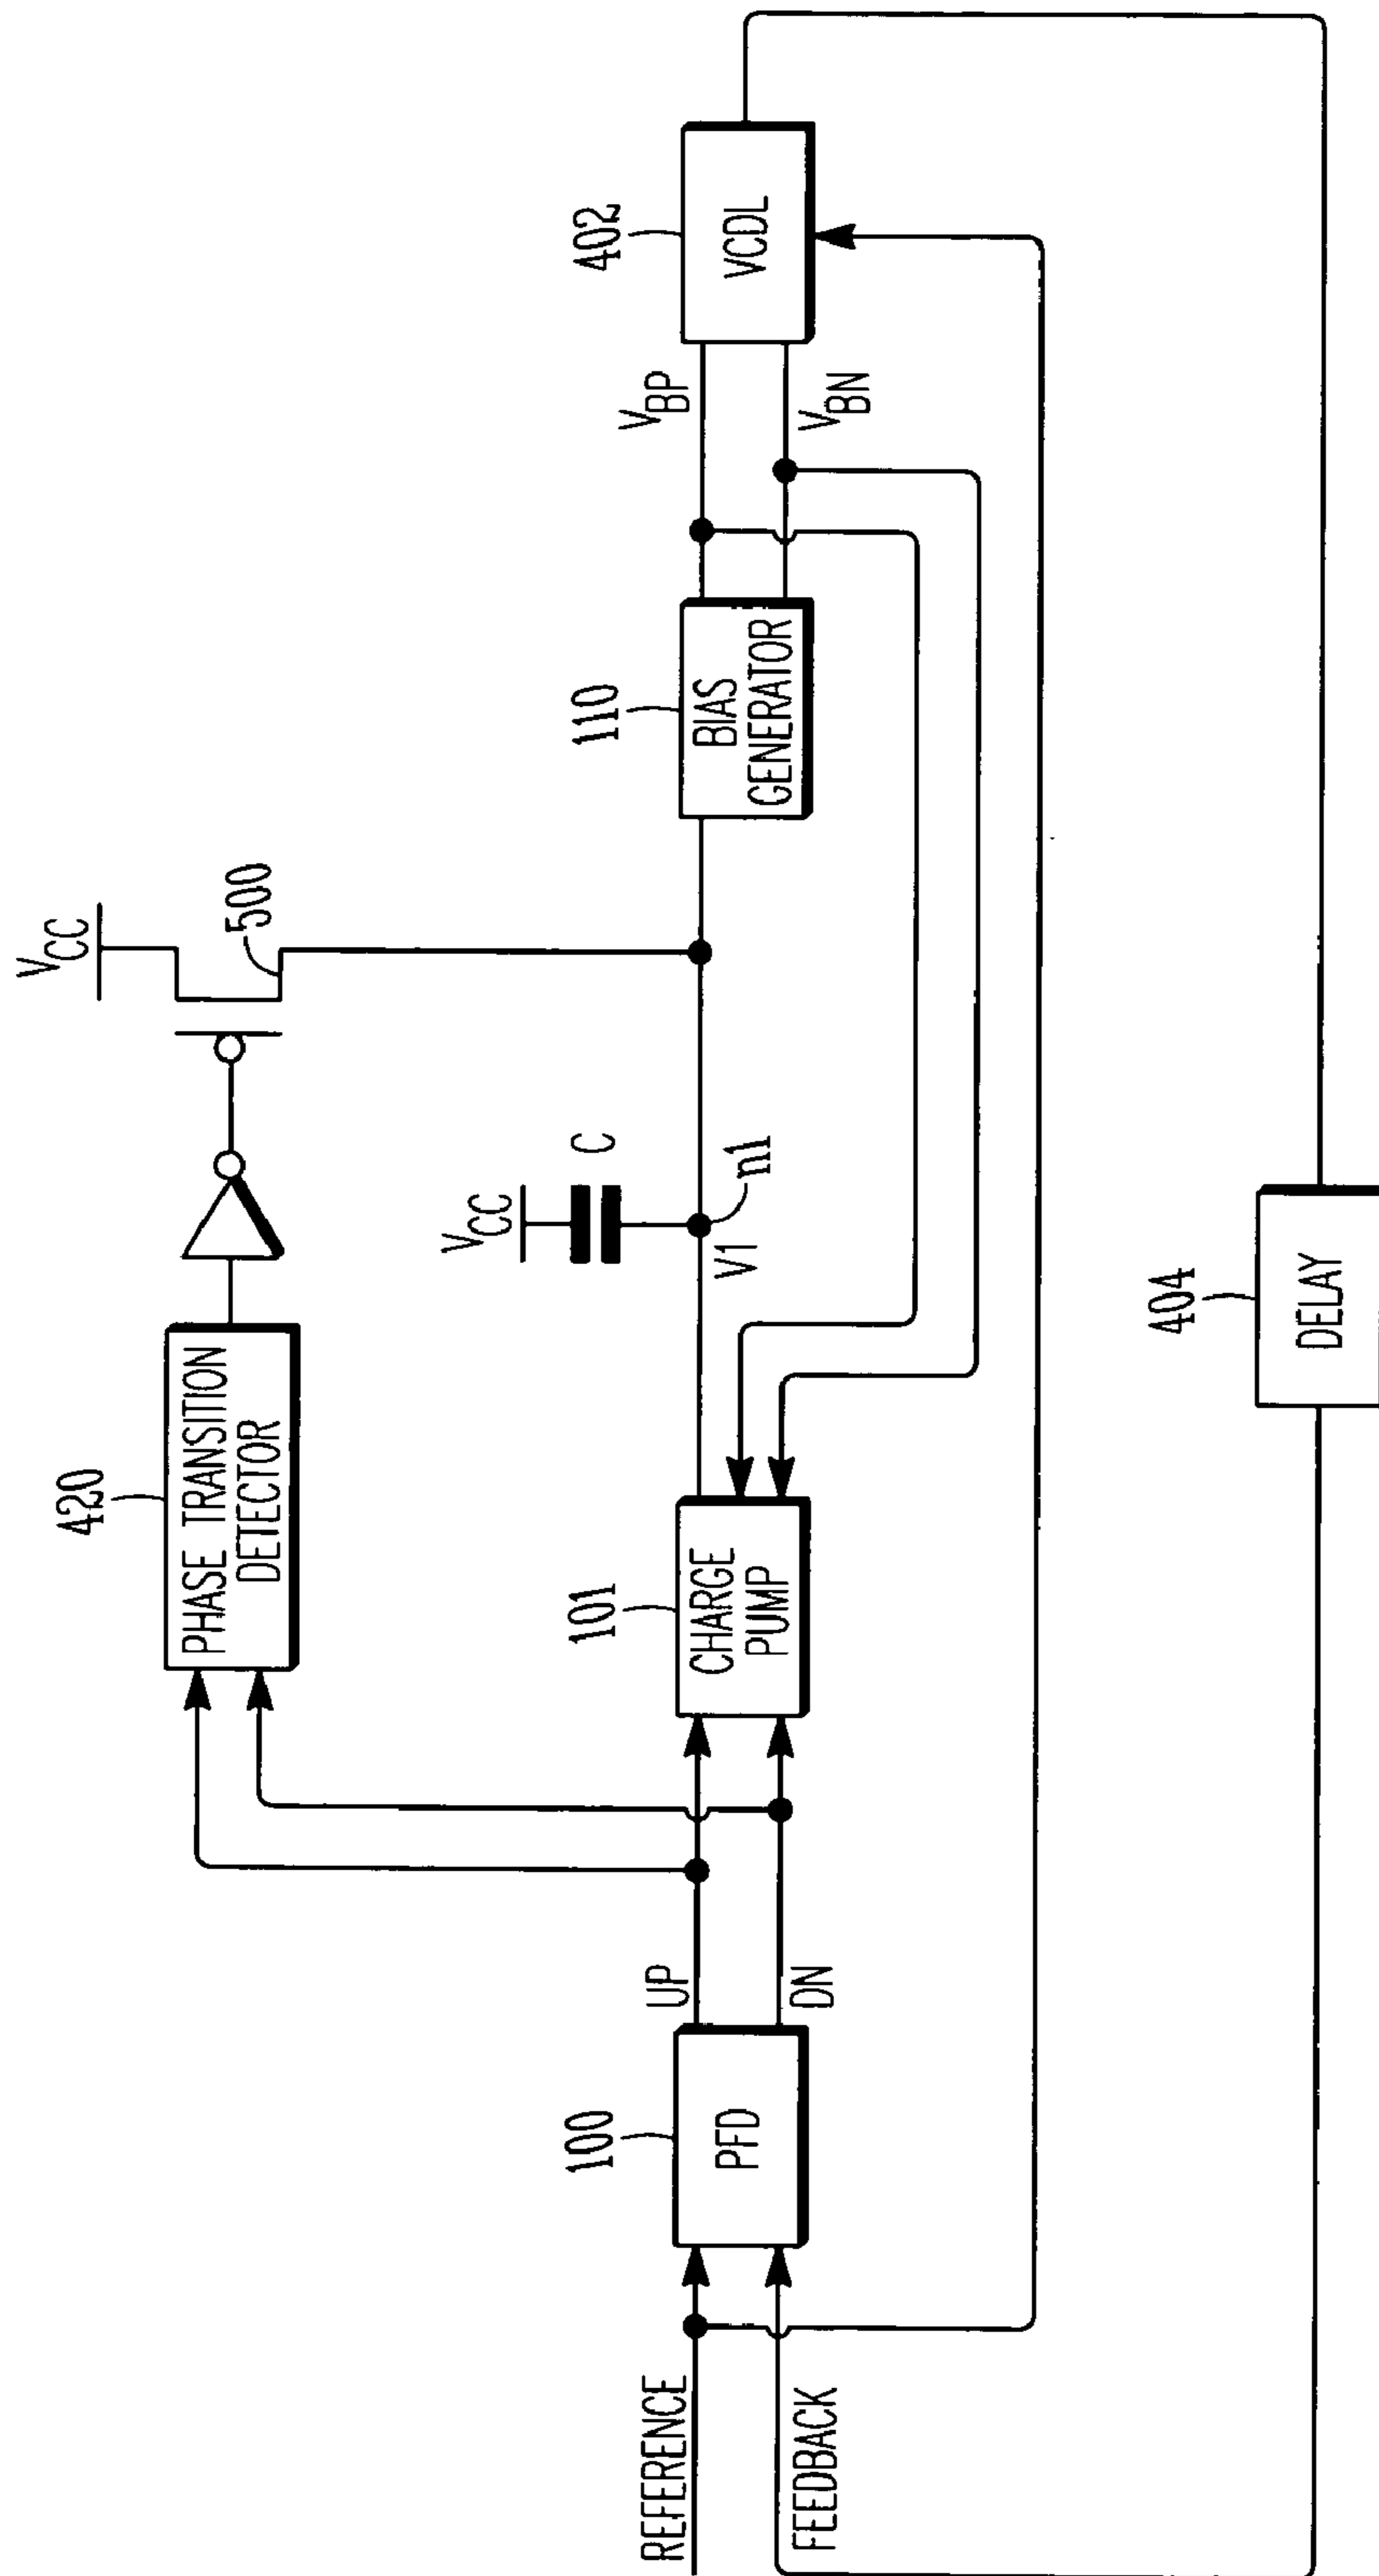 VCC
500
420
PHASE TRANSITION
DETECTOR
VCC
C
n1
V1
REFERENCE
FEEDBACK
100
PFD
UP
DN
101
CHARGE
PUMP
110
BIAS
GENERATOR
VBP
VBN
402
VCDL
404
DELAY